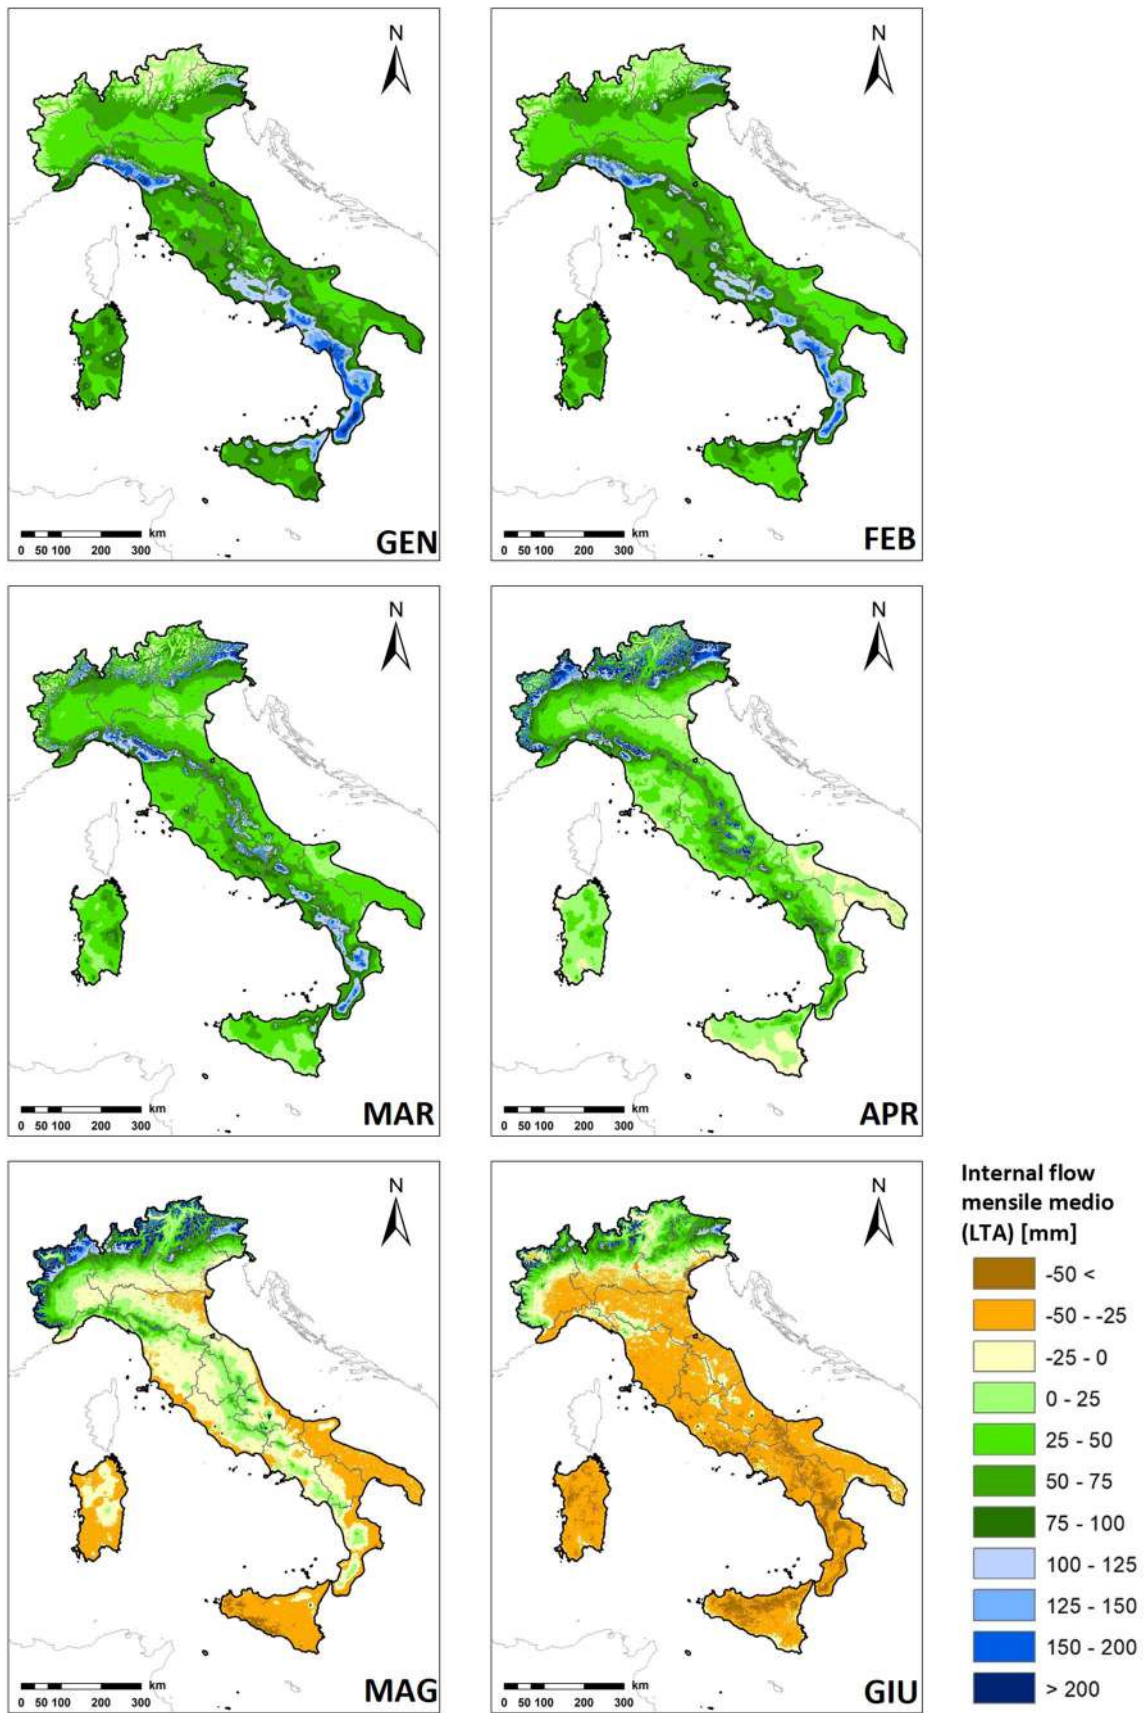 N
N
km
0 50 100 200 300
GEN
km
0 50 100 200 300
FEB
N
N
km
0 50 100 200 300
MAR
km
0 50 100 200 300
APR
N
N
km
0 50 100 200 300
MAG
km
0 50 100 200 300
GIU
Internal flow
mensile medio
(LTA) [mm]
-50 <
-50 - -25
-25 - 0
0 - 25
25 - 50
50 - 75
75 - 100
100 - 125
125 - 150
150 - 200
> 200